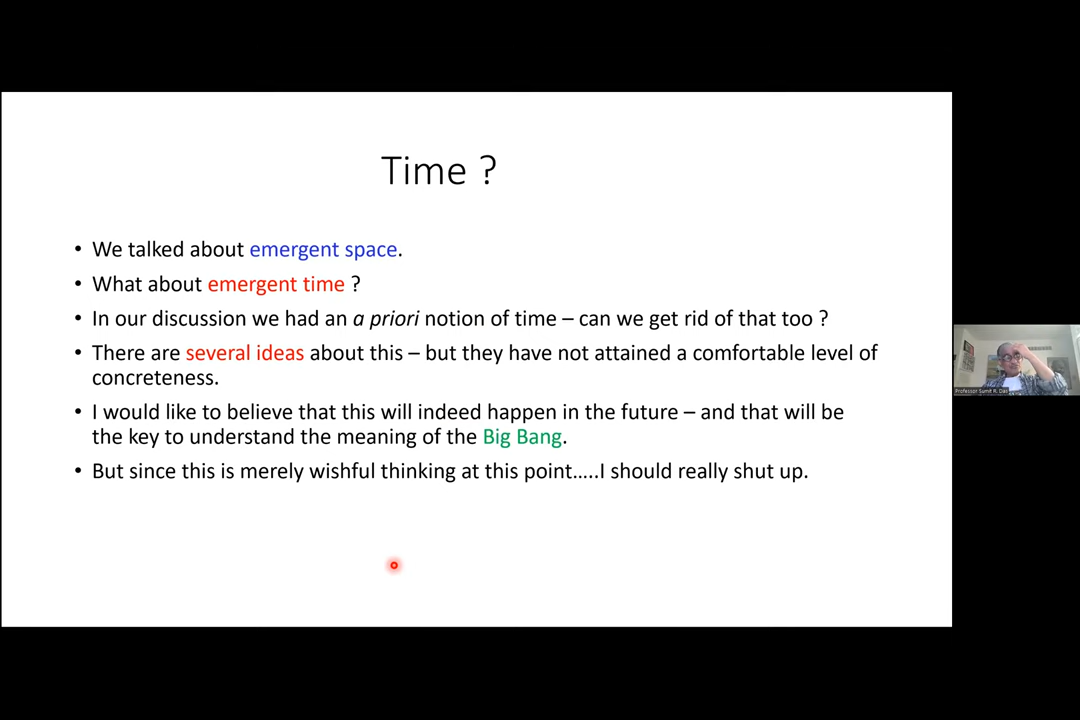 Time ?
• We talked about emergent space.
• What about emergent time ?
• In our discussion we had an a priori notion of time – can we get rid of that too ?
• There are several ideas about this – but they have not attained a comfortable level of
concreteness.
• I would like to believe that this will indeed happen in the future – and that will be
the key to understand the meaning of the Big Bang.
• But since this is merely wishful thinking at this point.....I should really shut up.
Professor Sumit R. Das